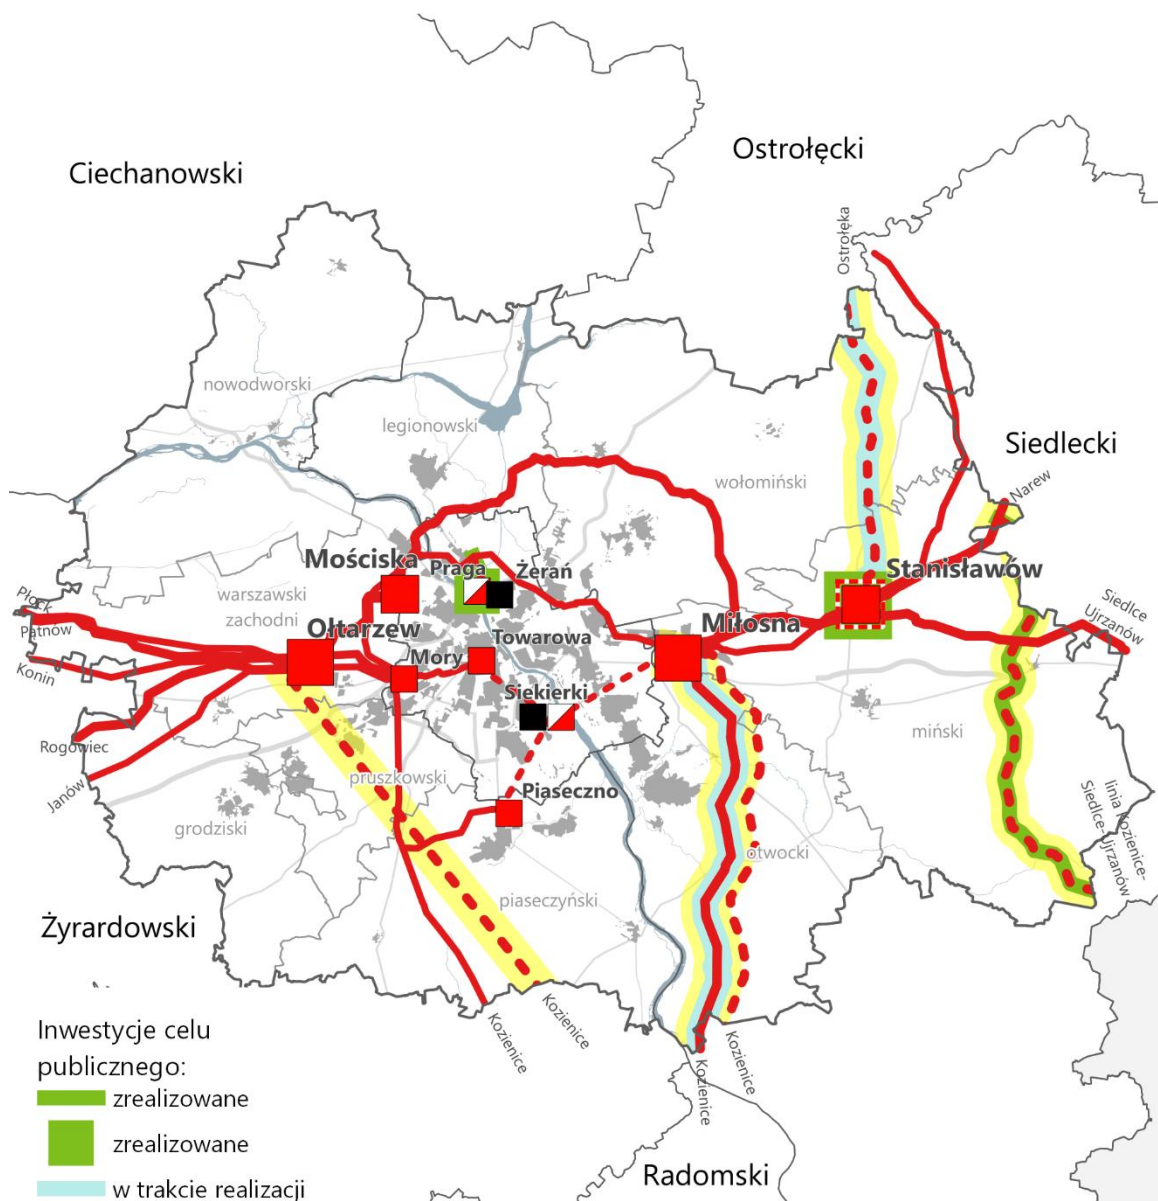 Ostrołęcki
Ciechanowski
Ostrołęka
nowodworski
legionowski
Siedlecki
wołomiński
Narew
Mościska
Praga
Żerań
Stanisławów
warszawski
zachodni
Płock
Pątnów
Konin
Ołtarzew
Mory
Towarowa
Miłosna
Siedlce
Ujrzanów
Siekierki
Rogowiec
Janów
pruszkowski
Piaseczno
miński
grodziski
otwocki
linia Kozienice-
Siedlce-Ujrzanów
piaseczyński
Żyrardowski
Kozienice
Kozienice
Kozienice
Kozienice
Inwestycje celu
publicznego:
zrealizowane
zrealizowane
w trakcie realizacji
Radomski